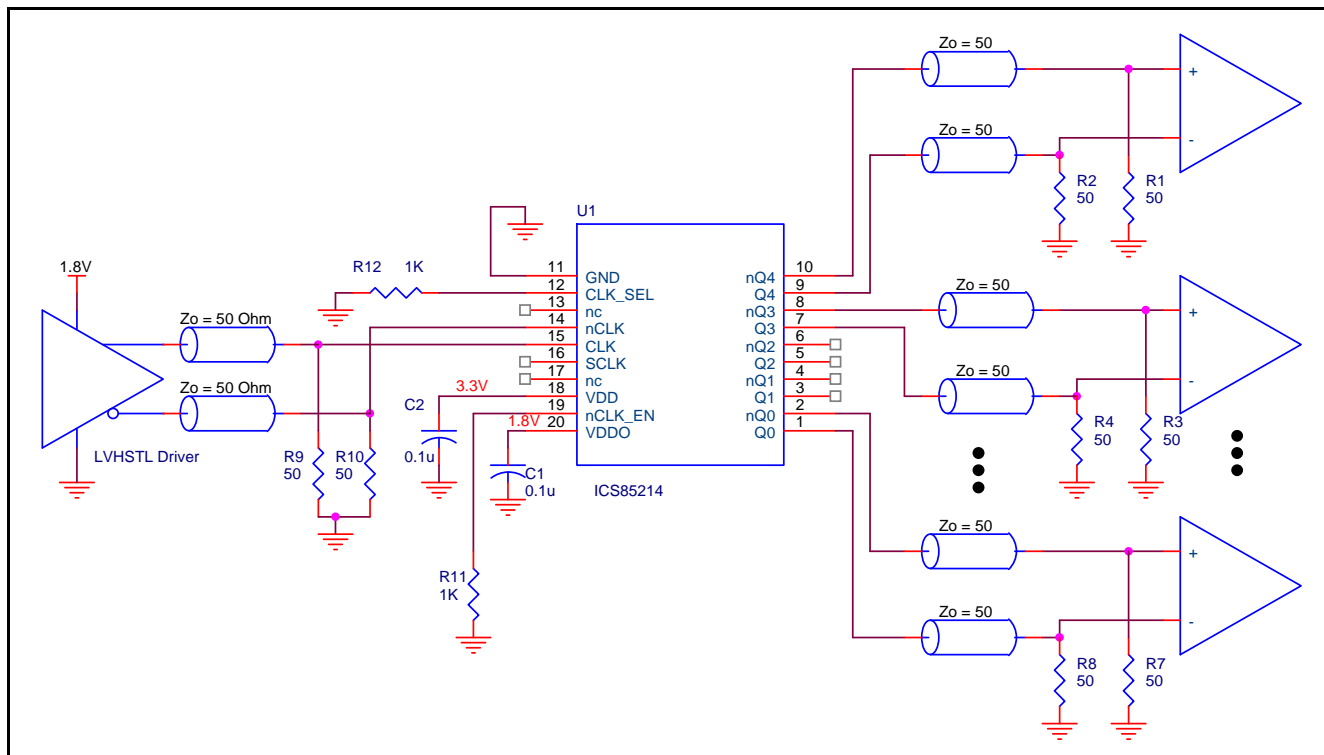 Zo = 50
+
Zo = 50
-
R2
50
R1
50
U1
1.8V
R12 1K
11 GND
12 CLK_SEL
13 nc
14 nCLK
15 CLK
16 SCLK
17 nc
18 VDD
19 nCLK_EN
20 VDDO
nQ4 10
Q4 9
nQ3 8
Q3 7
nQ2 6
Q2 5
nQ1 4
Q1 3
nQ0 2
Q0 1
ICS85214
Zo = 50 Ohm
Zo = 50 Ohm
LVHSTL Driver
R9
50
R10
50
3.3V
C2
0.1u
1.8V
C1
0.1u
R11
1K
Zo = 50
+
Zo = 50
-
R4
50
R3
50
Zo = 50
+
Zo = 50
-
R8
50
R7
50